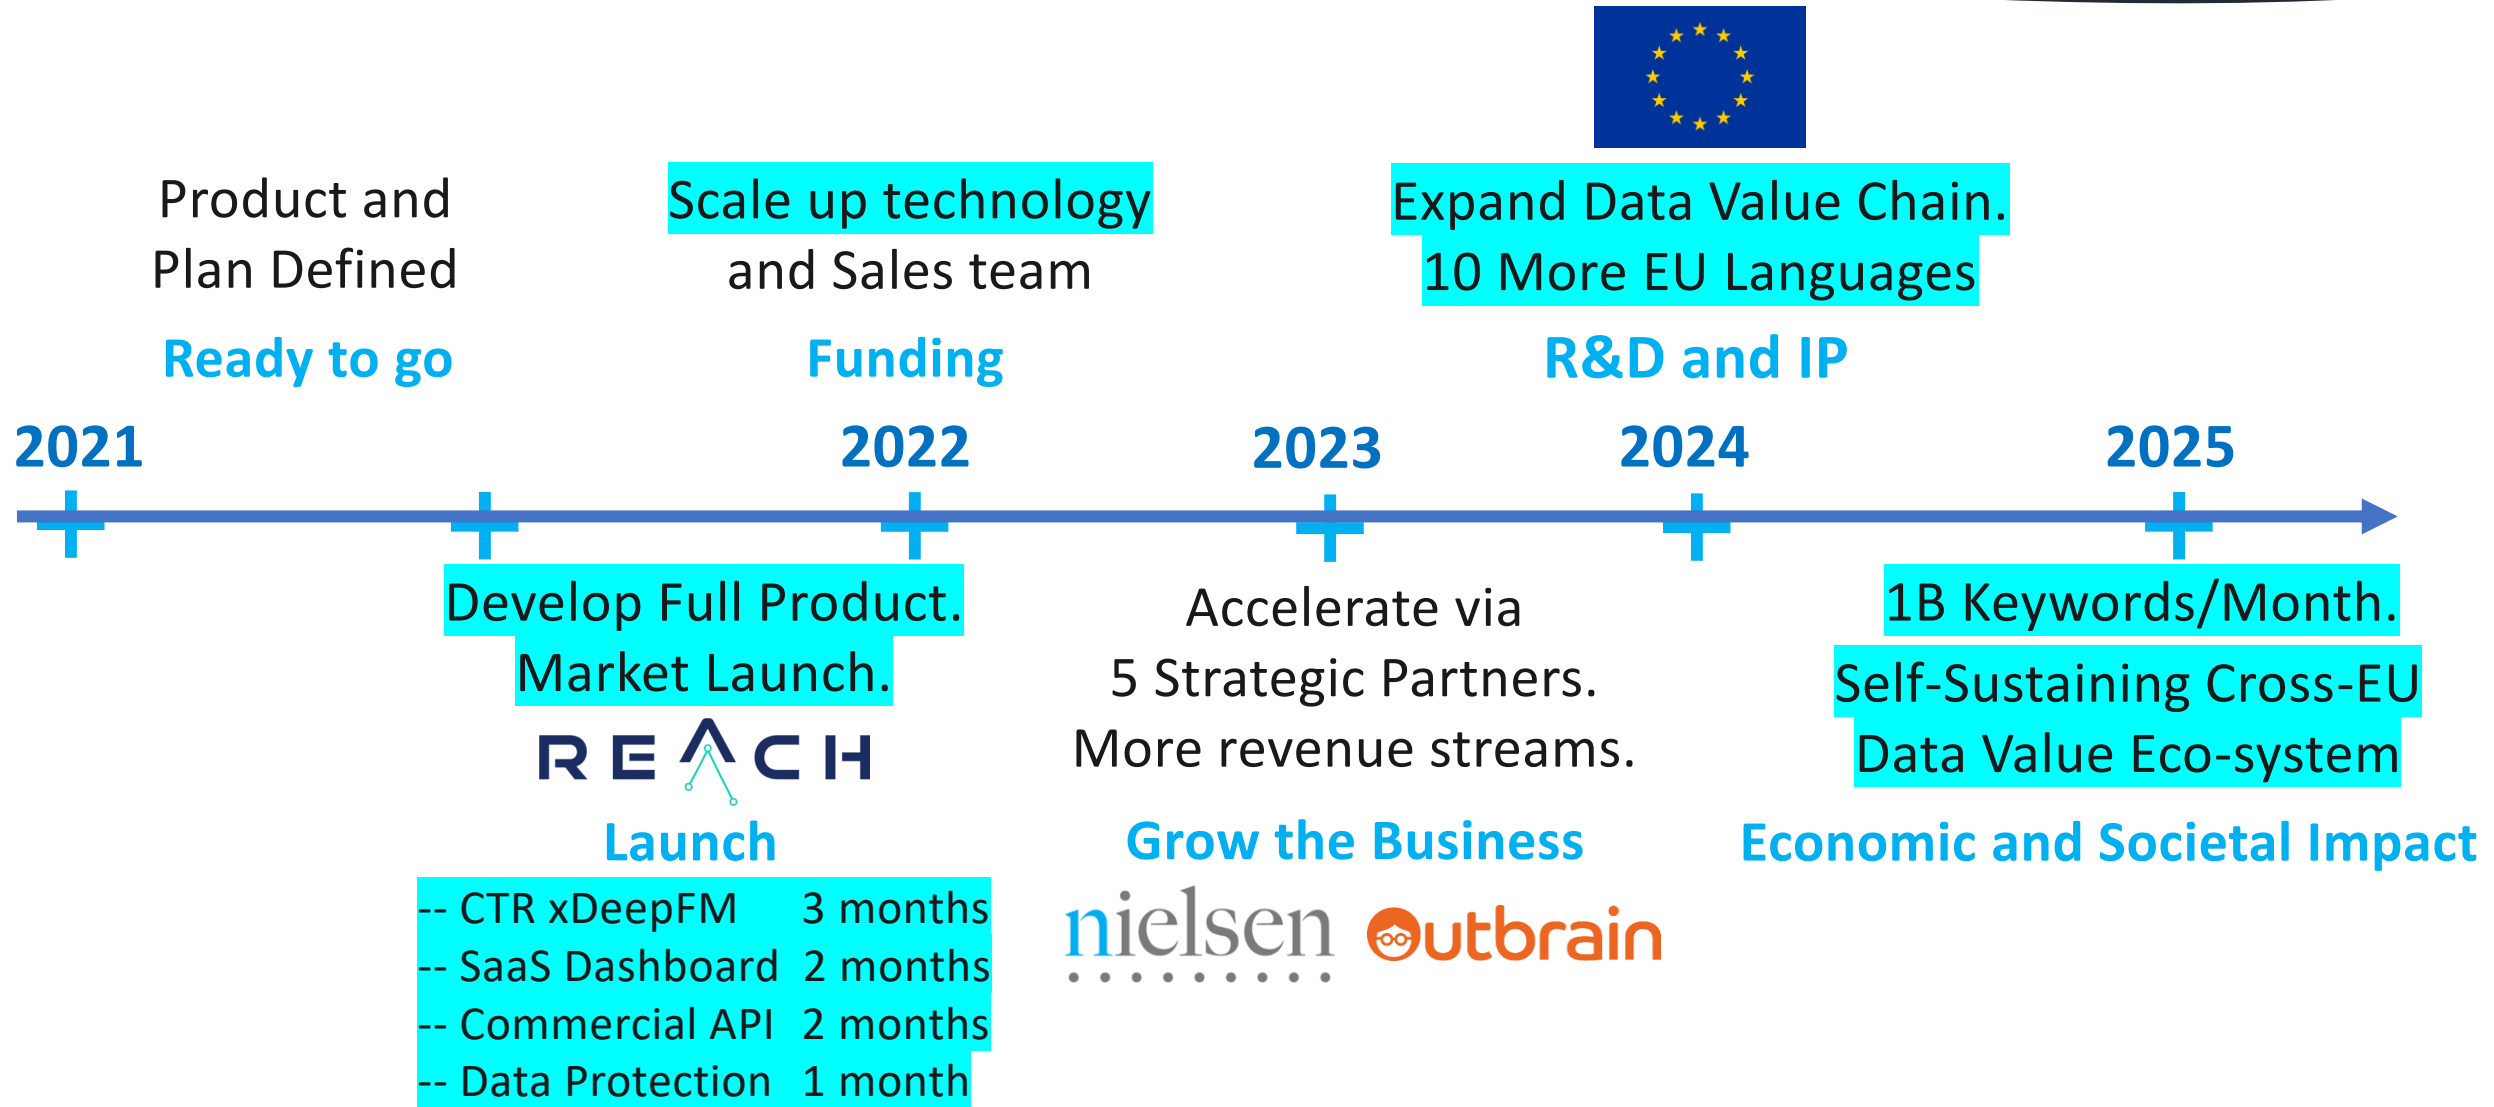 Product and
Plan Defined
Ready to go
Scale up technology
and Sales team
Funding
Expand Data Value Chain.
10 More EU Languages
R&D and IP
2021
2022
2023
2024
2025
Develop Full Product.
Market Launch.
REACH
Launch
-- CTR xDeepFM 3 months
-- SaaS Dashboard 2 months
-- Commercial API 2 months
-- Data Protection 1 month
Accelerate via
5 Strategic Partners.
More revenue streams.
Grow the Business
nielsen
Outbrain
1B Keywords/Month.
Self-Sustaining Cross-EU
Data Value Eco-system
Economic and Societal Impact